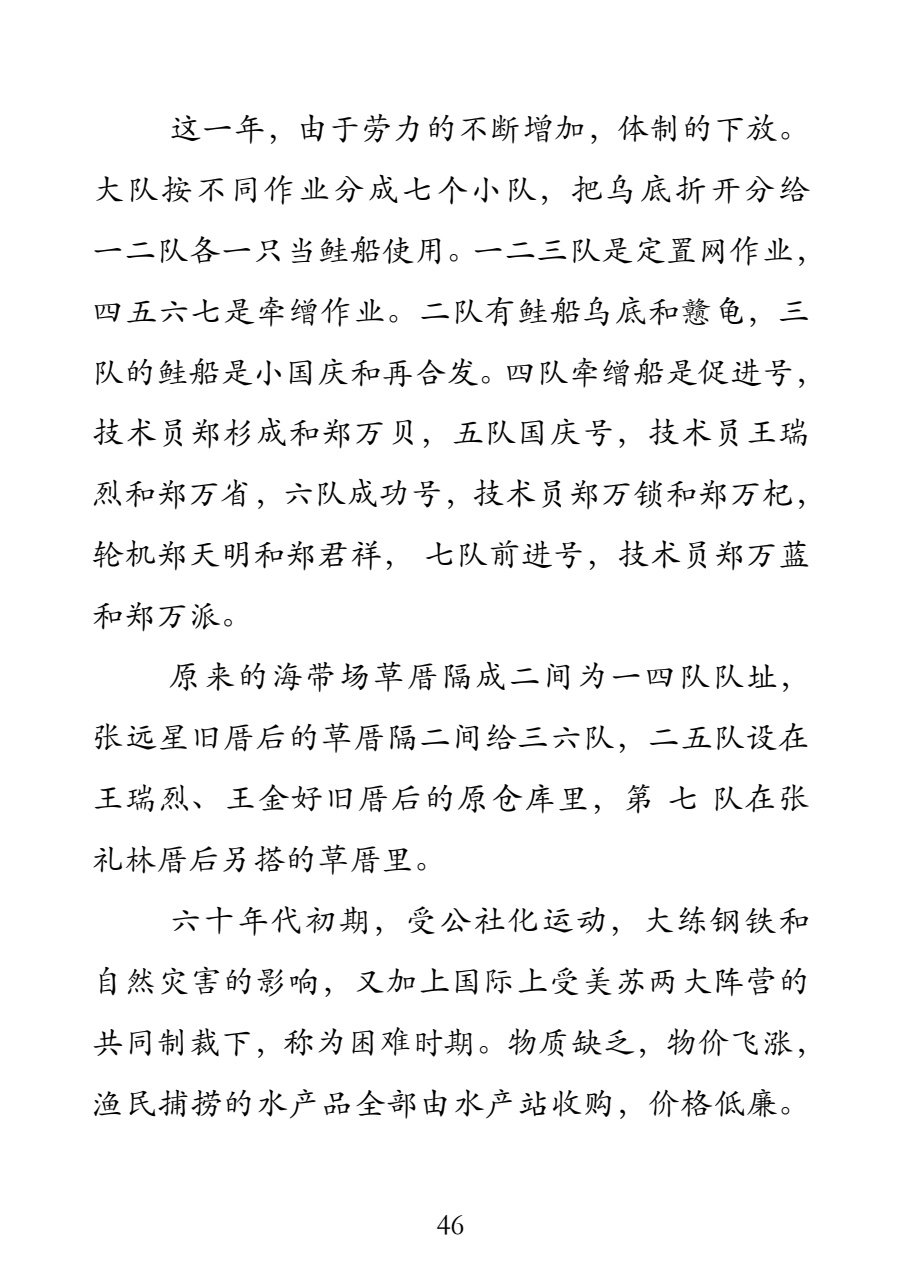 这一年，由于劳力的不断增加，体制的下放。
大队按不同作业分成七个小队，把乌底折开分给
一二队各一只当鲑船使用。一二三队是定置网作业，
四五六七是牵缯作业。二队有鲑船乌底和戆龟，三
队的鲑船是小国庆和再合发。四队牵缯船是促进号，
技术员郑杉成和郑万贝，五队国庆号，技术员王瑞
烈和郑万省，六队成功号，技术员郑万锁和郑万杞，
轮机郑天明和郑君祥， 七队前进号，技术员郑万蓝
和郑万派。
原来的海带场草厝隔成二间为一四队队址，
张远星旧厝后的草厝隔二间给三六队，二五队设在
王瑞烈、王金好旧厝后的原仓库里，第 七 队在张
礼林厝后另搭的草厝里。
六十年代初期，受公社化运动，大练钢铁和
自然灾害的影响，又加上国际上受美苏两大阵营的
共同制裁下，称为困难时期。物质缺乏，物价飞涨，
渔民捕捞的水产品全部由水产站收购，价格低廉。
46